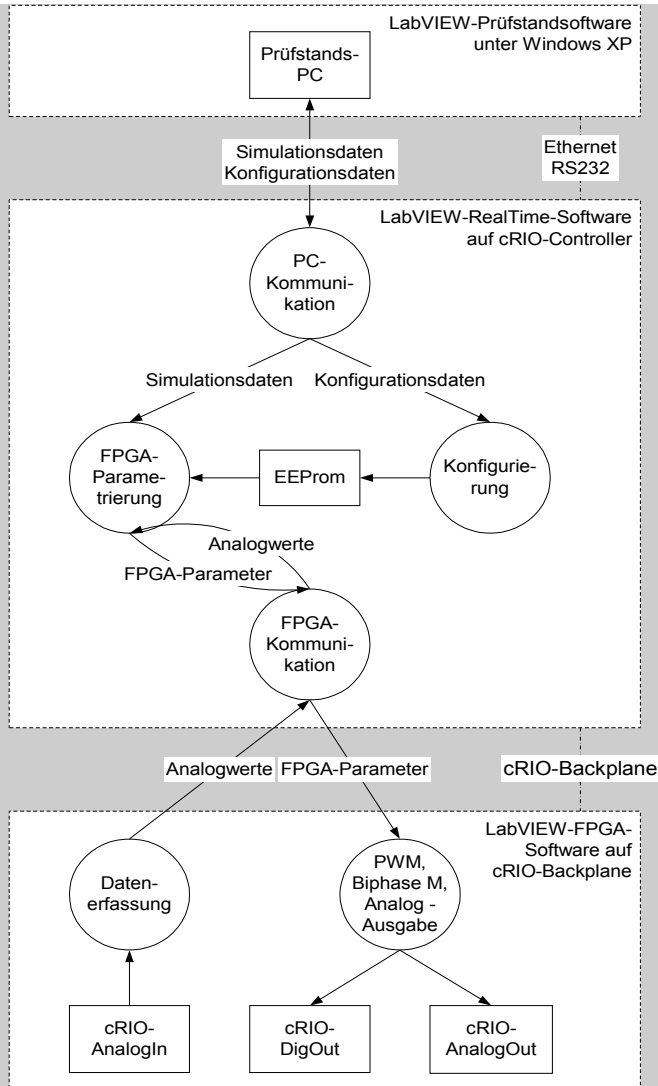 LabVIEW-Prüfstandsoftware
unter Windows XP
Prüfstands-
PC
Simulationsdaten
Konfigurationsdaten
Ethernet
RS232
LabVIEW-RealTime-Software
auf cRIO-Controller
PC-
Kommuni-
kation
Simulationsdaten
Konfigurationsdaten
FPGA-
Parame-
trierung
EEProm
Konfigurie-
rung
Analogwerte
FPGA-Parameter
FPGA-
Kommuni-
kation
Analogwerte
FPGA-Parameter
cRIO-Backplane
LabVIEW-FPGA-
Software auf
cRIO-Backplane
Daten-
erfassung
PWM,
Biphase M,
Analog -
Ausgabe
cRIO-
AnalogIn
cRIO-
DigOut
cRIO-
AnalogOut